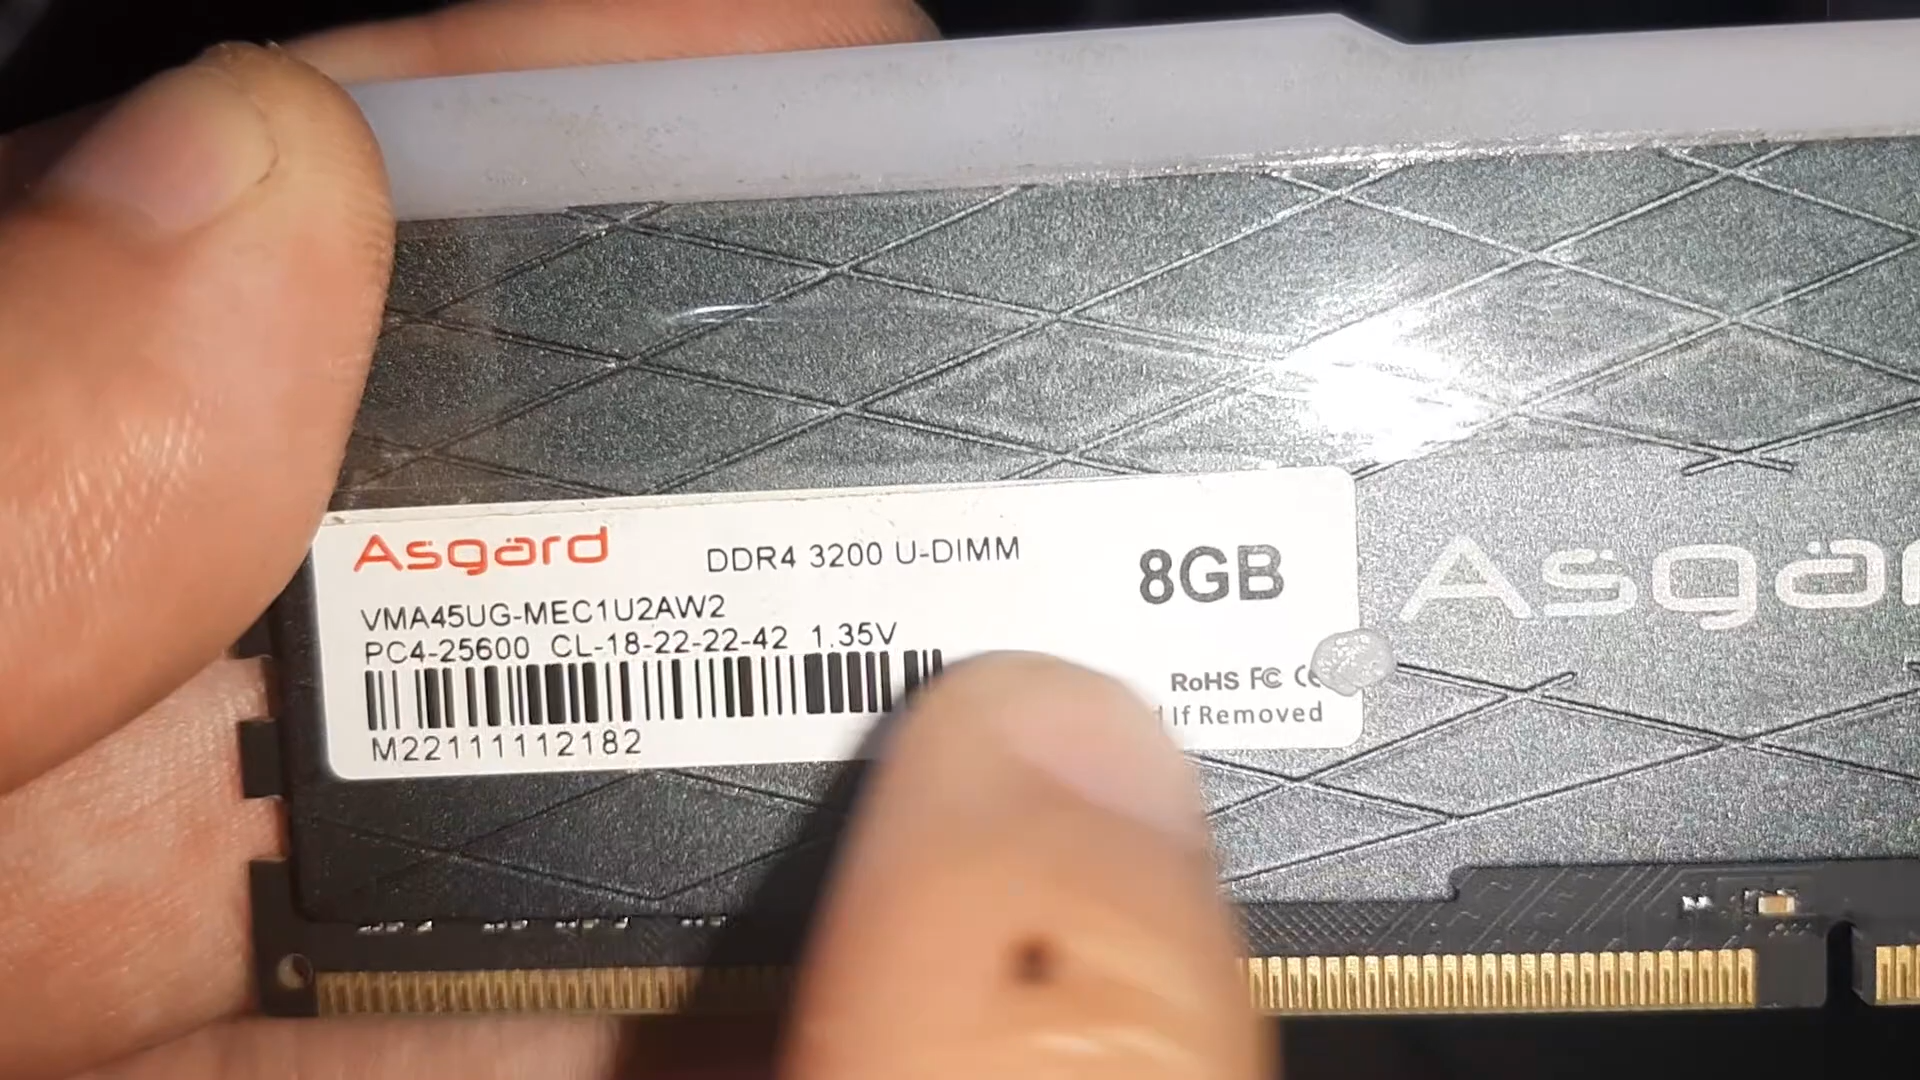 Asgard
DDR4 3200 U-DIMM
8GB
VMA45UG-MEC1U2AW2
PC4-25600 CL-18-22-22-42 1.35V
RoHS FC CE
If Removed
M22111112182
Asgar